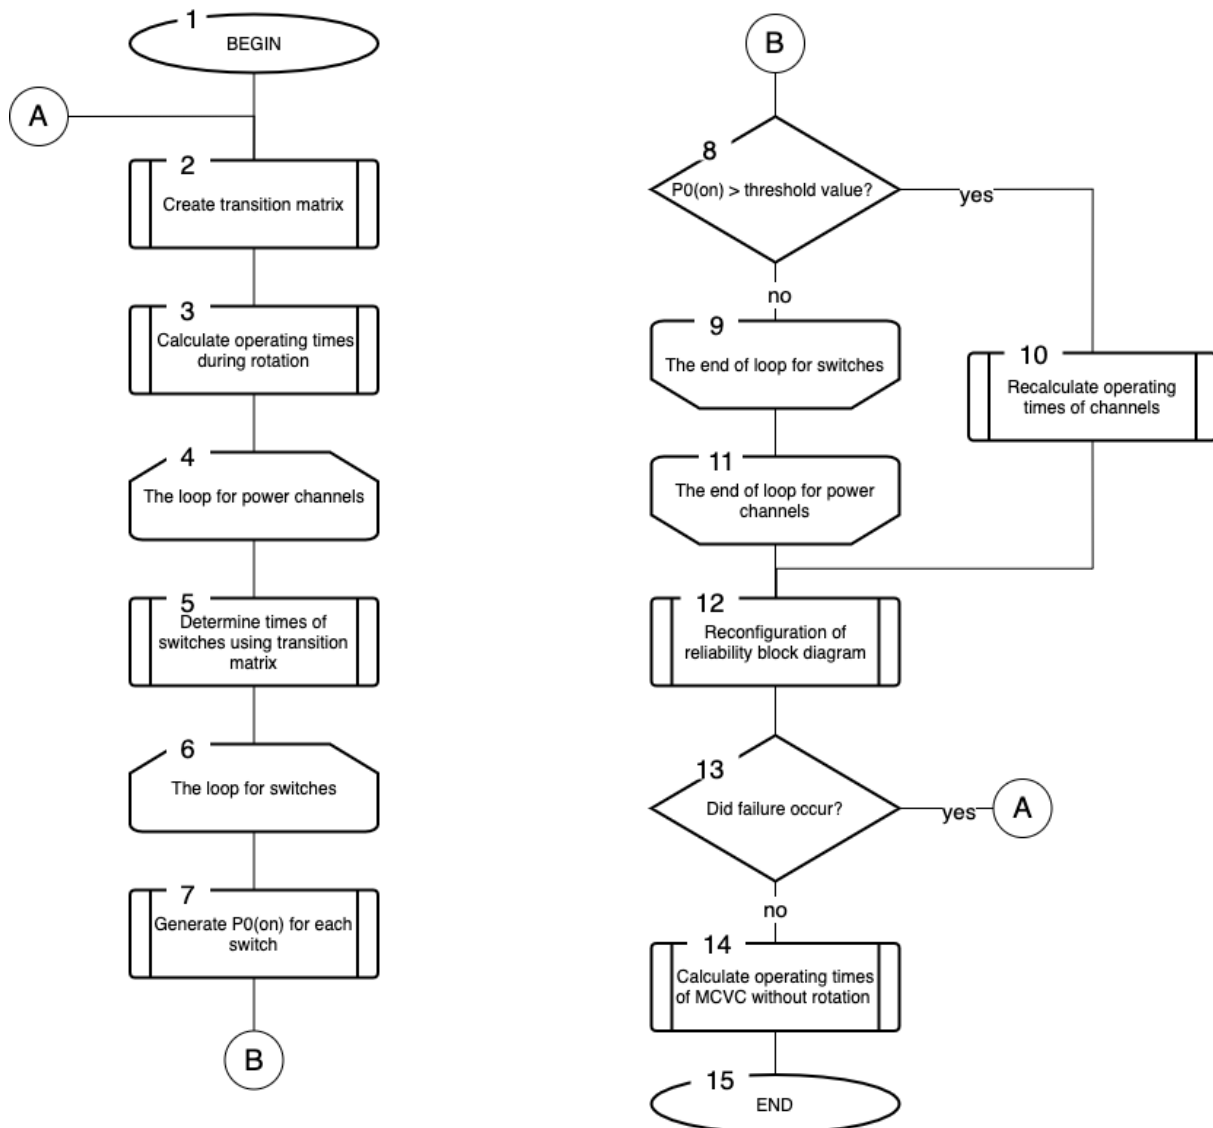 1
BEGIN
A
2
Create transition matrix
3
Calculate operating times
during rotation
4
The loop for power channels
5
Determine times of
switches using transition
matrix
6
The loop for switches
7
Generate P0(on) for each
switch
B
B
8
P0(on) > threshold value?
yes
no
9
The end of loop for switches
10
Recalculate operating
times of channels
11
The end of loop for power
channels
12
Reconfiguration of
reliability block diagram
13
Did failure occur?
yes
A
no
14
Calculate operating times
of MCVC without rotation
15
END